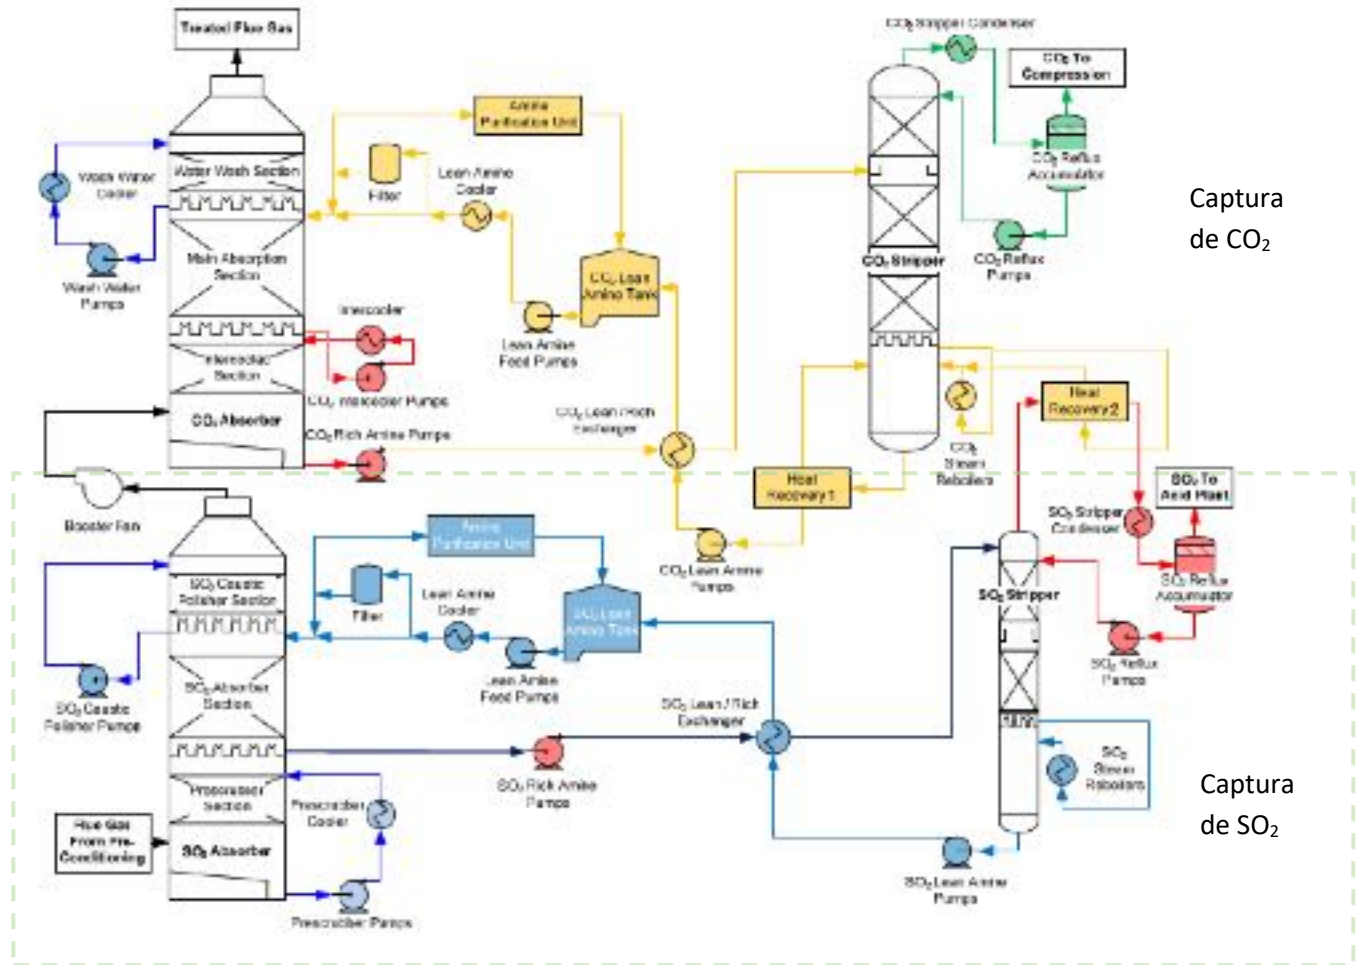 Treated Flue Gas
CO₂ Stripper Condenser
CO₂ To
Compression
Amine
Purification Unit
Wash Water
Cooler
Water Wash Section
Filter
Lean Amine
Cooler
CO₂ Reflux
Accumulator
Captura
de CO₂
Main Absorption
Section
Wash Water
Pumps
CO₂ Lean
Amine Tank
CO₂ Stripper
CO₂ Reflux
Pumps
Intercooler
Lean Amine
Feed Pumps
Section
CO₂ Intercooler Pumps
CO₂ Absorber
CO₂ Lean / Rich
Exchanger
CO₂ Rich Amine Pumps
Heat
Recovery 2
CO₂
Steam
Reboilers
Heat
Recovery 1
SO₂ To
Acid Plant
Booster Fan
SO₂ Stripper
Condenser
Amine
Purification Unit
CO₂ Lean Amine
Pumps
SO₂ Caustic
Polisher Section
Filter
Lean Amine
Cooler
SO₂ Lean
Amine Tank
SO₂ Stripper
SO₂ Reflux
Accumulator
SO₂ Reflux
Pumps
SO₂ Absorber
Section
Lean Amine
Feed Pumps
SO₂ Caustic
Polisher Pumps
SO₂ Lean / Rich
Exchanger
SO₂ Rich Amine
Pumps
SO₂
Steam
Reboilers
Captura
de SO₂
Prescrubber
Section
Prescrubber
Cooler
Flue Gas
From Pre-
Conditioning
SO₂ Absorber
SO₂ Lean Amine
Pumps
Prescrubber Pumps